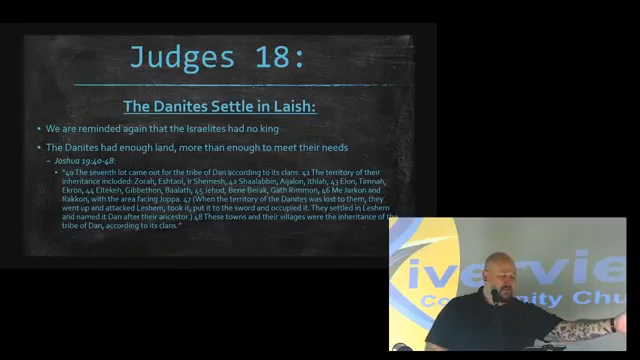 Judges 18:
The Danites Settle in Laish:
• We are reminded again that the Israelites had no king
• The Danites had enough land, more than enough to meet their needs
– Joshua 19:40-48:
• "40 The seventh lot came out for the tribe of Dan according to its clans. 41 The territory of their
inheritance included: Zorah, Eshtaol, Ir Shemesh, 42 Shaalabbin, Aijalon, Ithlah, 43 Elon, Timnah,
Ekron, 44 Eltekeh, Gibbethon, Baalath, 45 Jehud, Bene Berak, Gath Rimmon, 46 Me Jarkon and
Rakkon, with the area facing Joppa. 47 (When the territory of the Danites was lost to them, they
went up and attacked Leshem, took it, put it to the sword and occupied it. They settled in Leshem
and named it Dan after their ancestor.) 48 These towns and their villages were the inheritance of the
tribe of Dan, according to its clans."
ivervie
Community Chu